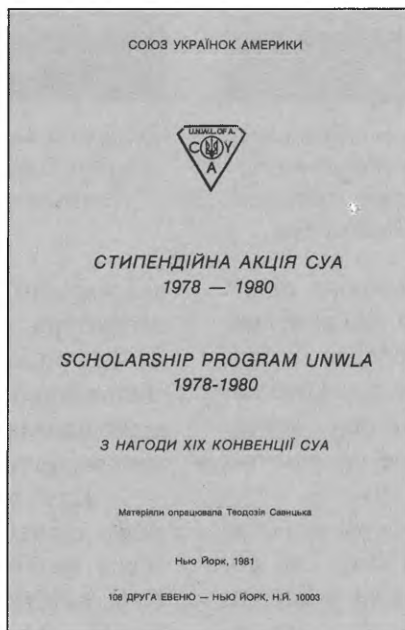 СОЮЗ УКРАЇНОК АМЕРИКИ
U.N.W.L. OF A.
С У
А
СТИПЕНДІЙНА АКЦІЯ СУА
1978 — 1980
SCHOLARSHIP PROGRAM UNWLA
1978-1980
З НАГОДИ XIX КОНВЕНЦІЇ СУА
Матеріяли опрацювала Теодозія Савицька
Нью Йорк, 1981
108 ДРУГА ЕВЕНЮ — НЬЮ ЙОРК, Н.Й. 10003